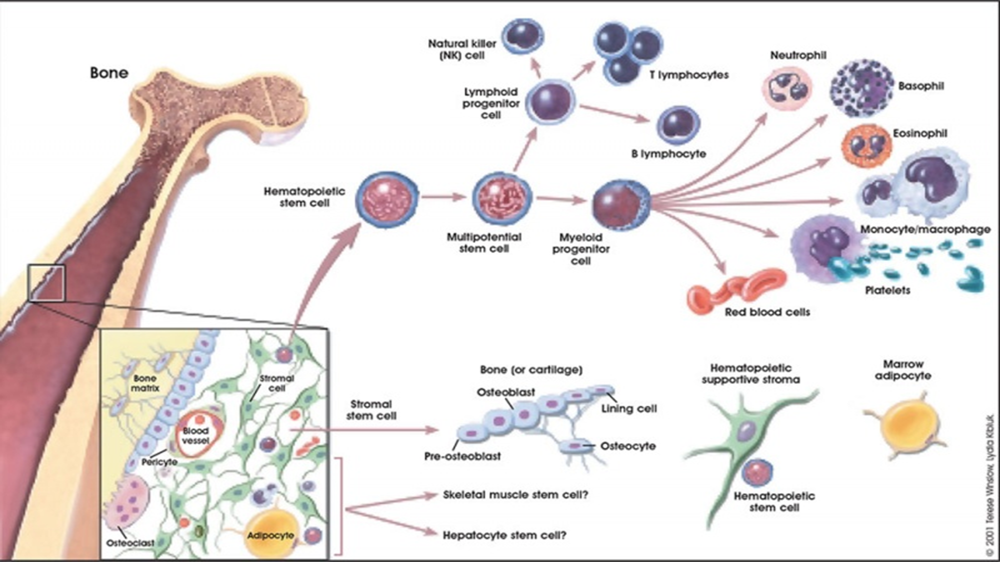 Bone
Natural killer
(NK) cell
T lymphocytes
Lymphoid
progenitor
cell
B lymphocyte
Neutrophil
Basophil
Eosinophil
Monocyte/macrophage
Platelets
Red blood cells
Hematopoietic
stem cell
Multipotential
stem cell
Myeloid
progenitor
cell
Bone
matrix
Stromal
cell
Blood
vessel
Pericyte
Osteoclast
Adipocyte
Stromal
stem cell
Bone (or cartilage)
Osteoblast
Lining cell
Pre-osteoblast
Osteocyte
Skeletal muscle stem cell?
Hepatocyte stem cell?
Hematopoietic
supportive stroma
Hematopoietic
stem cell
Marrow
adipocyte
© 2001 Terese Winslow, Lydia Kibiuk